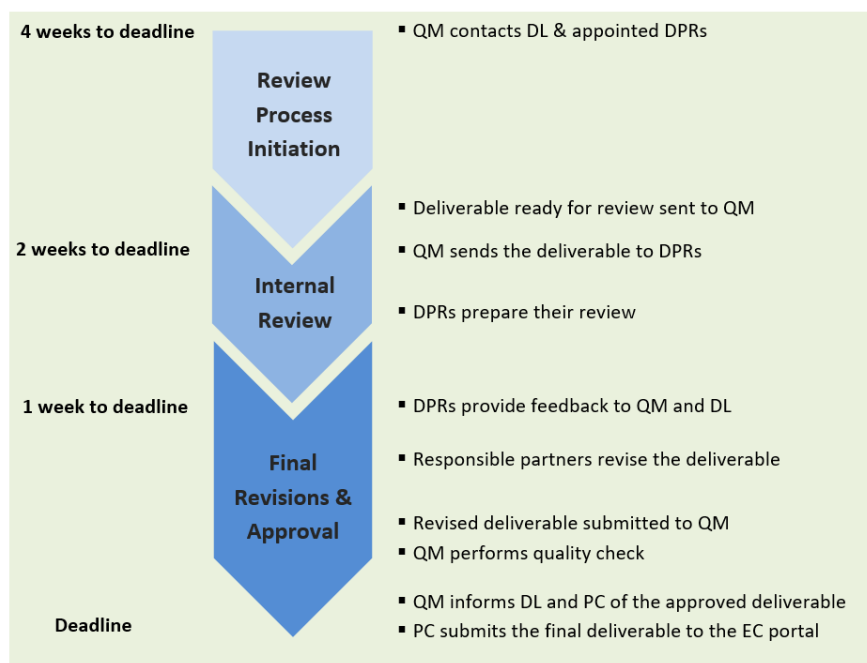 4 weeks to deadline
▪ QM contacts DL & appointed DPRs
Review
Process
Initiation
▪ Deliverable ready for review sent to QM
2 weeks to deadline
▪ QM sends the deliverable to DPRs
Internal
Review
▪ DPRs prepare their review
1 week to deadline
▪ DPRs provide feedback to QM and DL
Final
Revisions &
Approval
▪ Responsible partners revise the deliverable
▪ Revised deliverable submitted to QM
▪ QM performs quality check
▪ QM informs DL and PC of the approved deliverable
Deadline
▪ PC submits the final deliverable to the EC portal